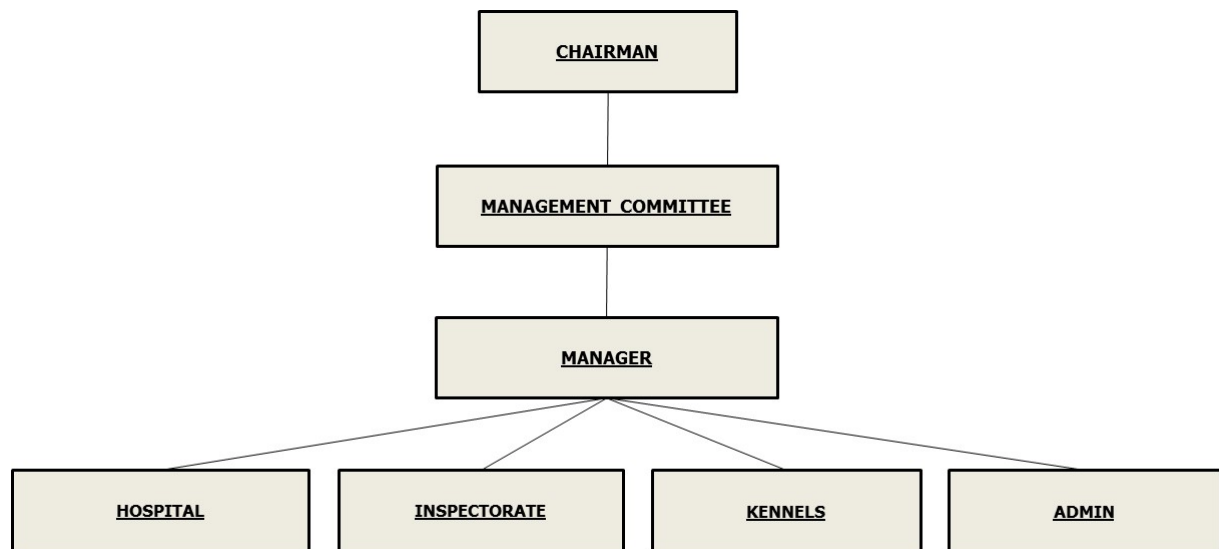 CHAIRMAN
MANAGEMENT COMMITTEE
MANAGER
HOSPITAL
INSPECTORATE
KENNELS
ADMIN